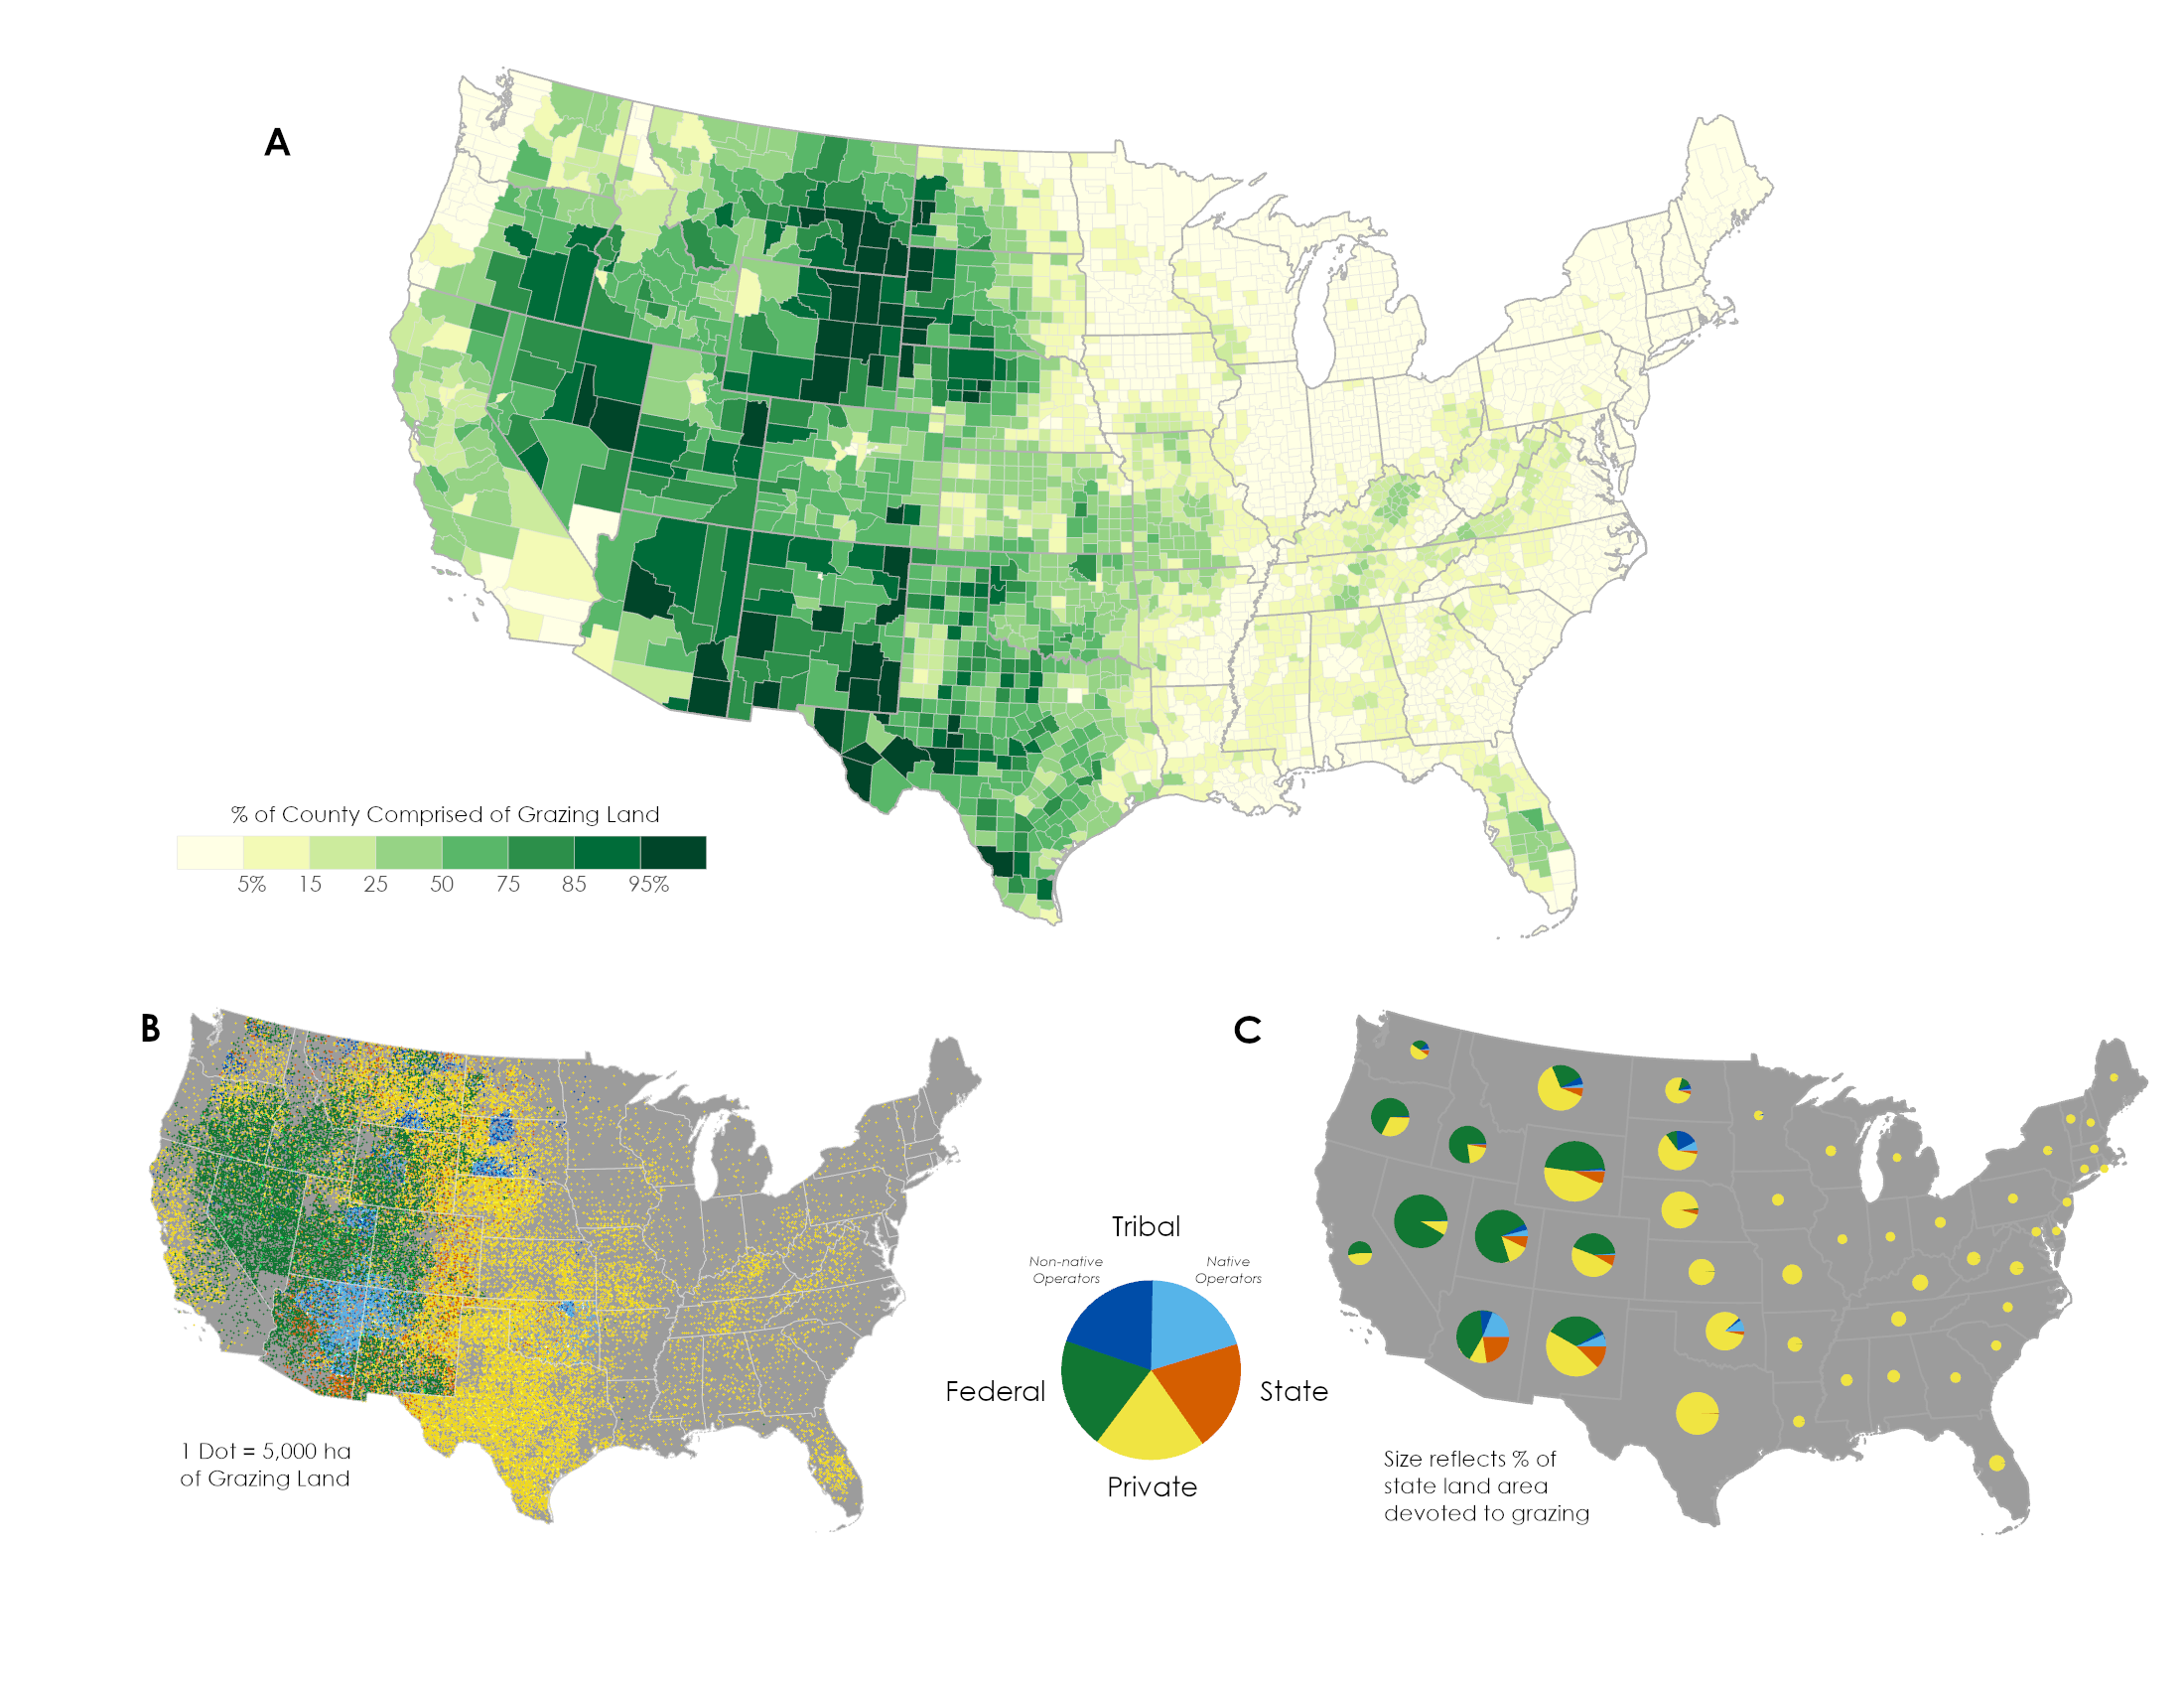 A
% of County Comprised of Grazing Land
5% 15 25 50 75 85 95%
B
1 Dot = 5,000 ha
of Grazing Land
Tribal
Non-native
Operators
Native
Operators
Federal
State
Private
C
Size reflects % of
state land area
devoted to grazing